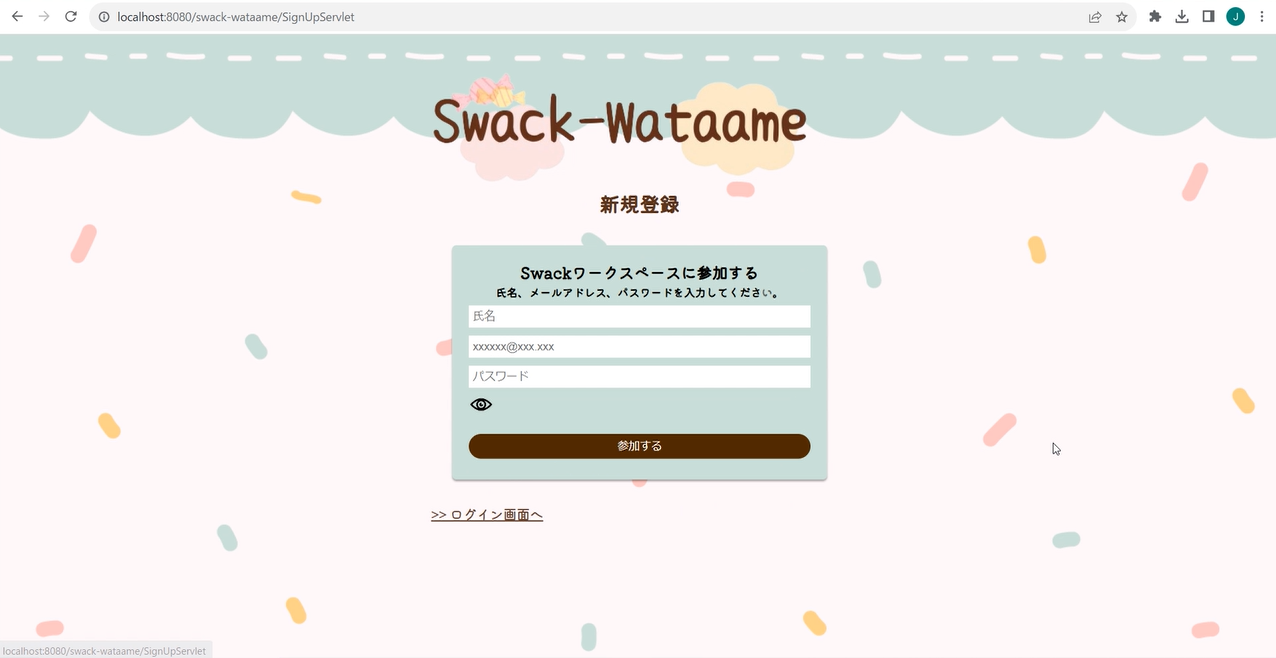 localhost:8080/swack-wataame/SignUpServlet
J
Swack-Wataame
新規登録
Swackワークスペースに参加する
氏名、メールアドレス、パスワードを入力してください。
氏名
xxxxxx@xxx.xxx
パスワード
参加する
>> ログイン画面へ
localhost:8080/swack-wataame/SignUpServlet